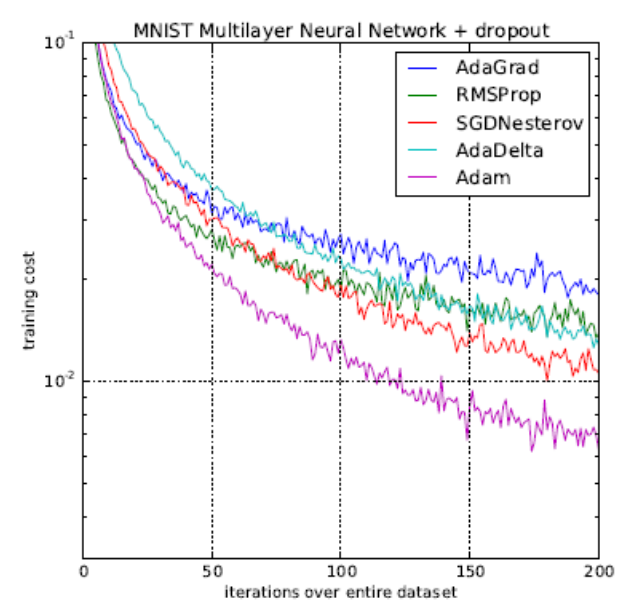 MNIST Multilayer Neural Network + dropout
10⁻¹
AdaGrad
RMSProp
SGDNesterov
AdaDelta
Adam
training cost
10⁻²
0 50 100 150 200
iterations over entire dataset